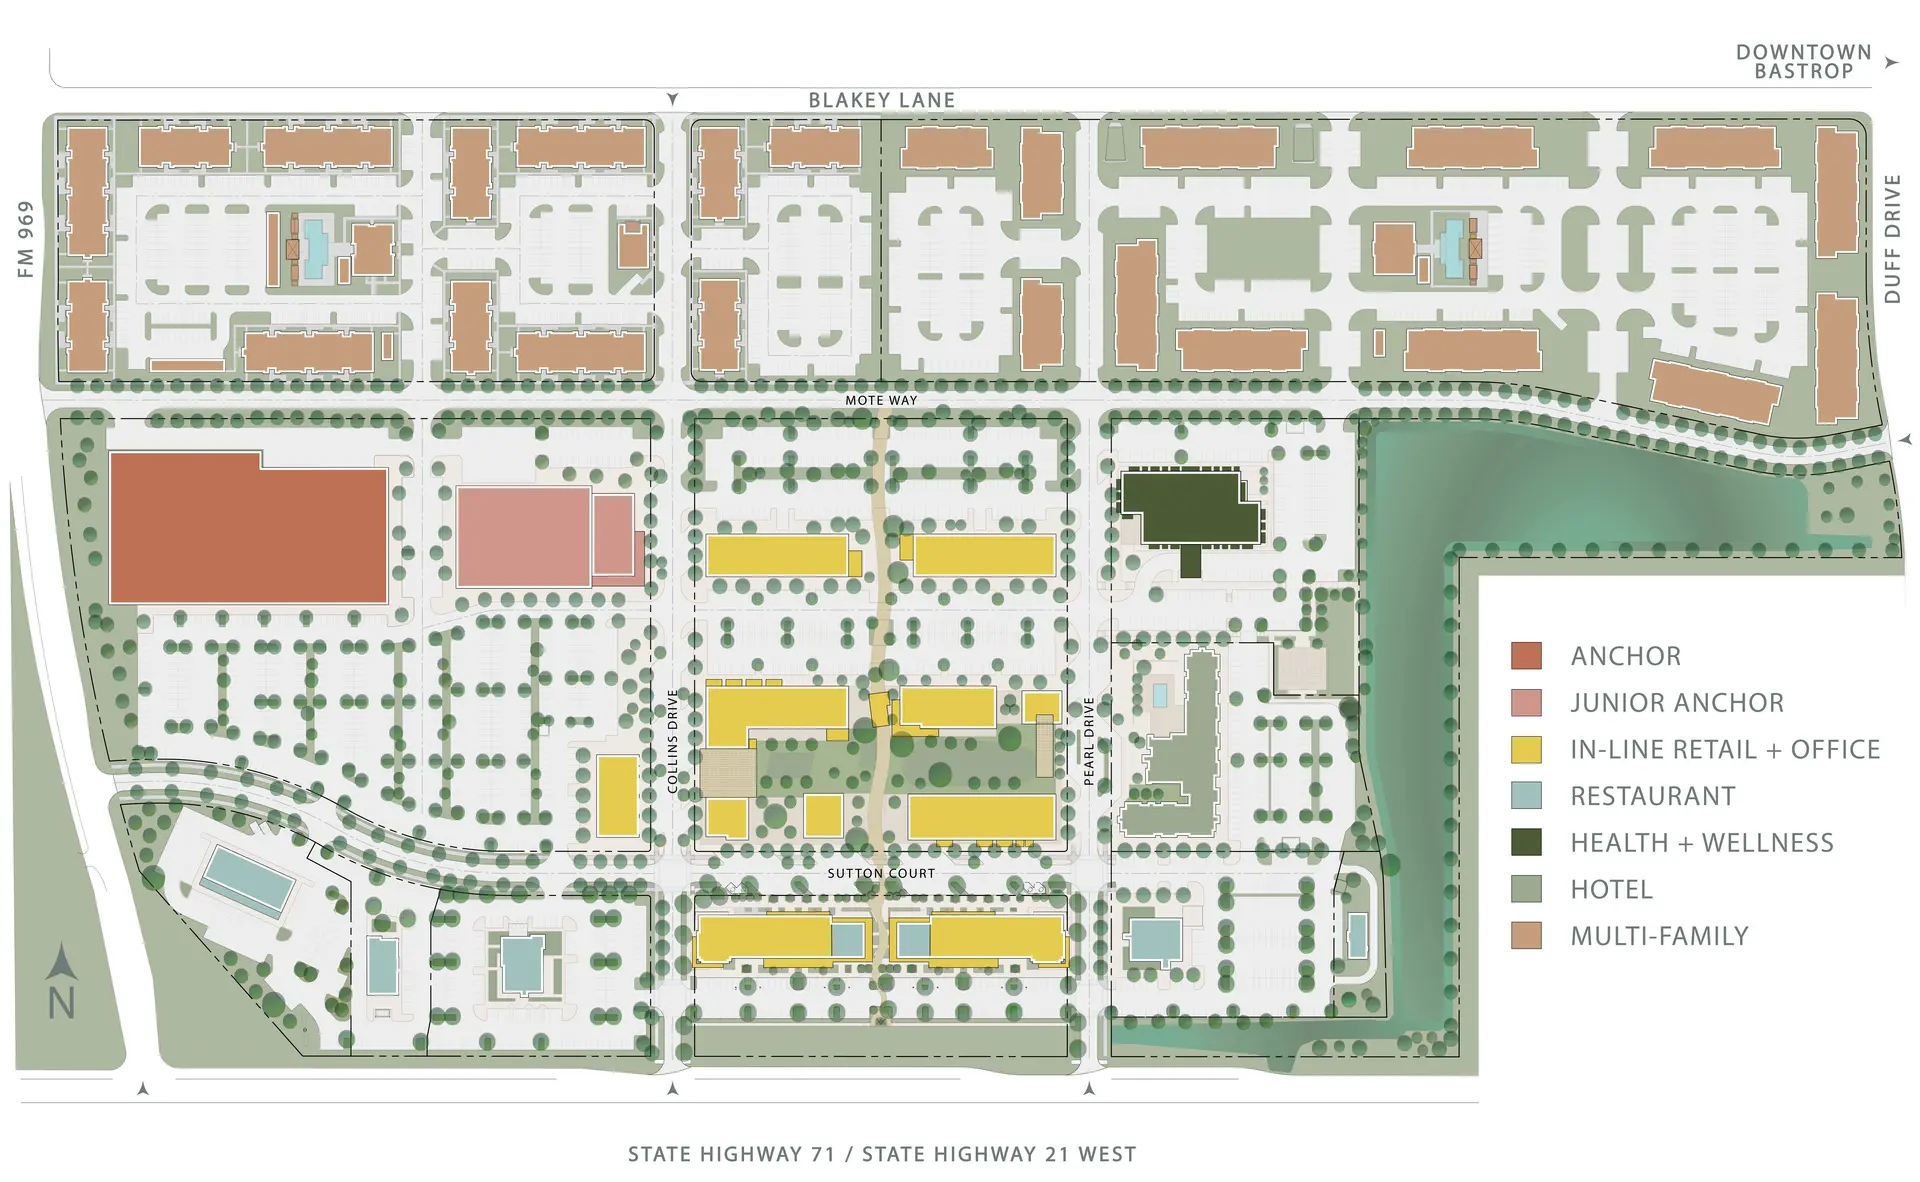 DOWNTOWN
BASTROP
BLAKEY LANE
FM 969
DUFF DRIVE
MOTE WAY
COLLINS DRIVE
PEARL DRIVE
SUTTON COURT
ANCHOR
JUNIOR ANCHOR
IN-LINE RETAIL + OFFICE
RESTAURANT
HEALTH + WELLNESS
HOTEL
MULTI-FAMILY
N
STATE HIGHWAY 71 / STATE HIGHWAY 21 WEST